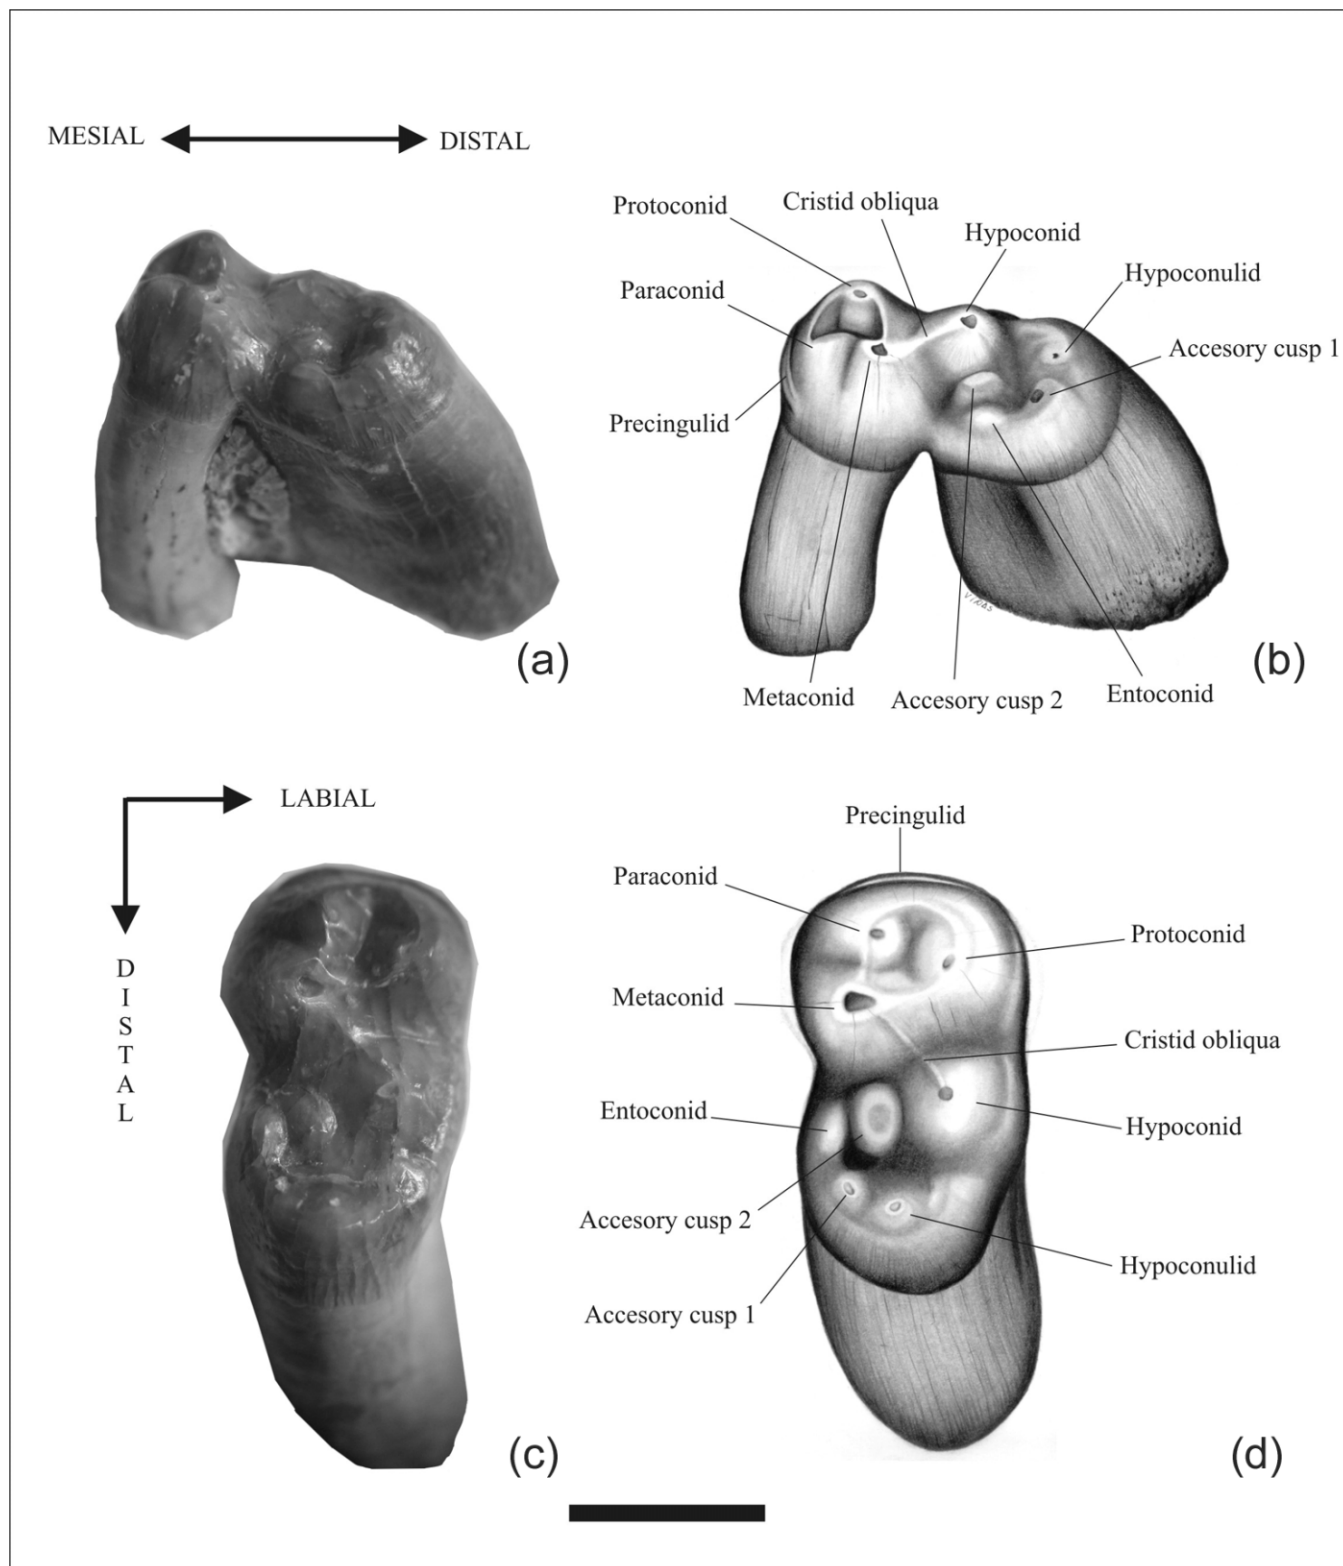 MESIAL
DISTAL
Protoconid
Cristid obliqua
Hypoconid
Hypoconulid
Paraconid
Accesory cusp 1
Precingulid
(a)
(b)
Metaconid
Accesory cusp 2
Entoconid
LABIAL
DISTAL
Precingulid
Paraconid
Protoconid
Metaconid
Cristid obliqua
Entoconid
Hypoconid
Accesory cusp 2
Hypoconulid
Accesory cusp 1
(c)
(d)